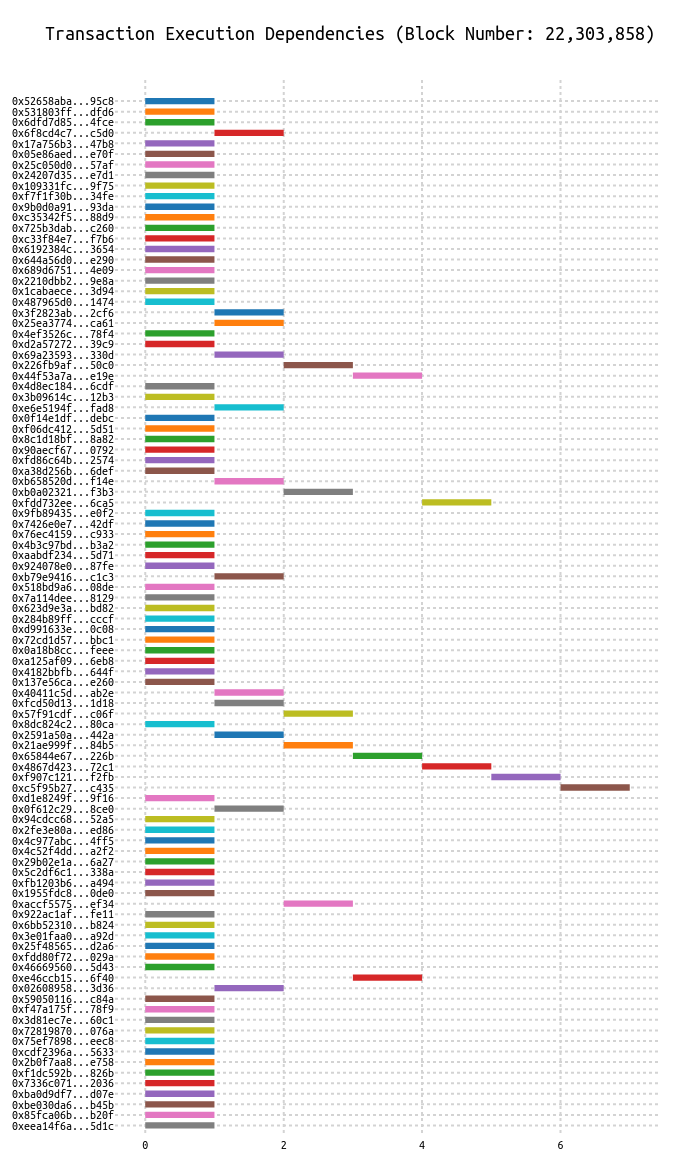 Transaction Execution Dependencies (Block Number: 22,303,858)
0x52658aba...95c8
0x531803ff...dfd6
0x6dfd7d85...4fce
0x6f8cd4c7...c5d0
0x17a756b3...47b8
0x05e86aed...e70f
0x25c050d0...57af
0x24207d35...e7d1
0x109331fc...9f75
0xf7f1f30b...34fe
0x9b0d0a91...93da
0xc35342f5...88d9
0x725b3dab...c260
0xc33f84e7...f7b6
0x6192384c...3654
0x644a56d0...e290
0x689d6751...4e09
0x2210dbb2...9e8a
0x1cabaece...3d94
0x487965d0...1474
0x3f2823ab...2cf6
0x25ea3774...ca61
0x4ef3526c...78f4
0xd2a57272...39c9
0x69a23593...330d
0x226fb9af...50c0
0x44f53a7a...e19e
0x4d8ec184...6cdf
0x3b09614c...12b3
0xe6e5194f...fad8
0x0f14e1df...debc
0xf06dc412...5d51
0x8c1d18bf...8a82
0x90aecf67...0792
0xfd86c64b...2574
0xa38d256b...6def
0xb658520d...f14e
0xb0a02321...f3b3
0xfdd732ee...6ca5
0x9fb89435...e0f2
0x7426e0e7...42df
0x76ec4159...c933
0x4b3c97bd...b3a2
0xaabdf234...5d71
0x924078e0...87fe
0xb79e9416...c1c3
0x518bd9a6...08de
0x7a114dee...8129
0x623d9e3a...bd82
0x284b89ff...cccf
0xd991633e...0c08
0x72cd1d57...bbc1
0x0a18b8cc...feee
0xa125af09...6eb8
0x4182bbfb...644f
0x137e56ca...e260
0x40411c5d...ab2e
0xfcd50d13...1d18
0x57f91cdf...c06f
0x8dc824c2...80ca
0x2591a50a...442a
0x21ae999f...84b5
0x65844e67...226b
0x4867d423...72c1
0xf907c121...f2fb
0xc5f95b27...c435
0xd1e8249f...9f16
0x0f612c29...8ce0
0x94cdcc68...52a5
0x2fe3e80a...ed86
0x4c977abc...4ff5
0x4c52f4dd...a2f2
0x29b02e1a...6a27
0x5c2df6c1...338a
0xfb1203b6...a494
0x1955fdc8...0de0
0xaccf5575...ef34
0x922ac1af...fe11
0x6bb52310...b824
0x3e01faa0...a92d
0x25f48565...d2a6
0xfdd80f72...029a
0x46669560...5d43
0xe46ccb15...6f40
0x02608958...3d36
0x59050116...c84a
0xf47a175f...78f9
0x3d81ec7e...60c1
0x72819870...076a
0x75ef7898...eec8
0xcdf2396a...5633
0x2b0f7aa8...e758
0xf1dc592b...826b
0x7336c071...2036
0xba0d9df7...d07e
0xbe030da6...b45b
0x85fca06b...b20f
0xeea14f6a...5d1c
0 2 4 6